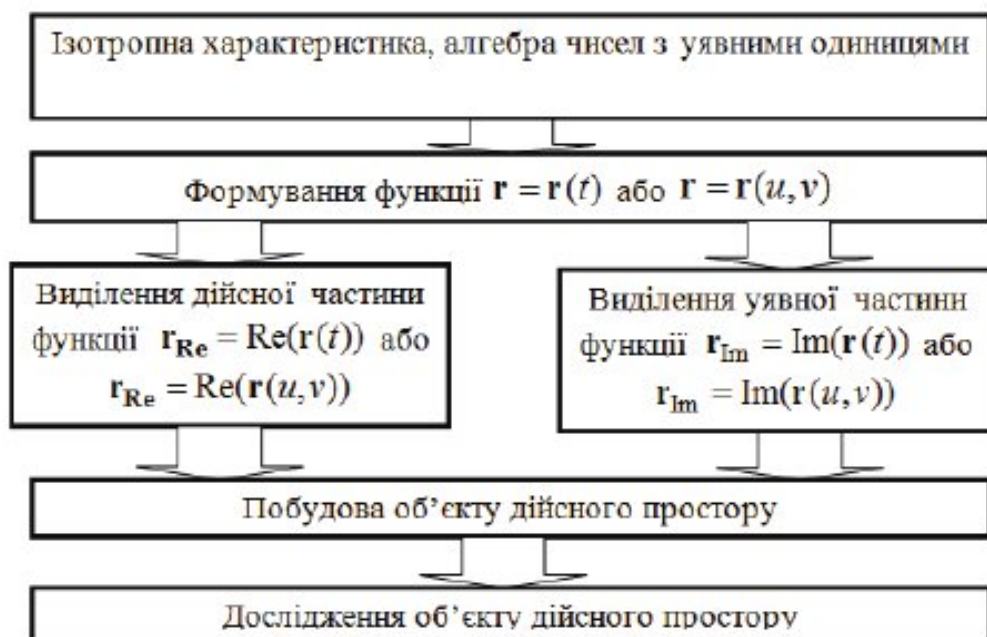 Ізотропна характеристика, алгебра чисел з уявними одиницями
Формування функції r = r(t) або r = r(u,v)
Виділення дійсної частини
функції r_Re = Re(r(t)) або
r_Re = Re(r(u,v))
Виділення уявної частини
функції r_Im = Im(r(t)) або
r_Im = Im(r(u,v))
Побудова об’єкту дійсного простору
Дослідження об’єкту дійсного простору